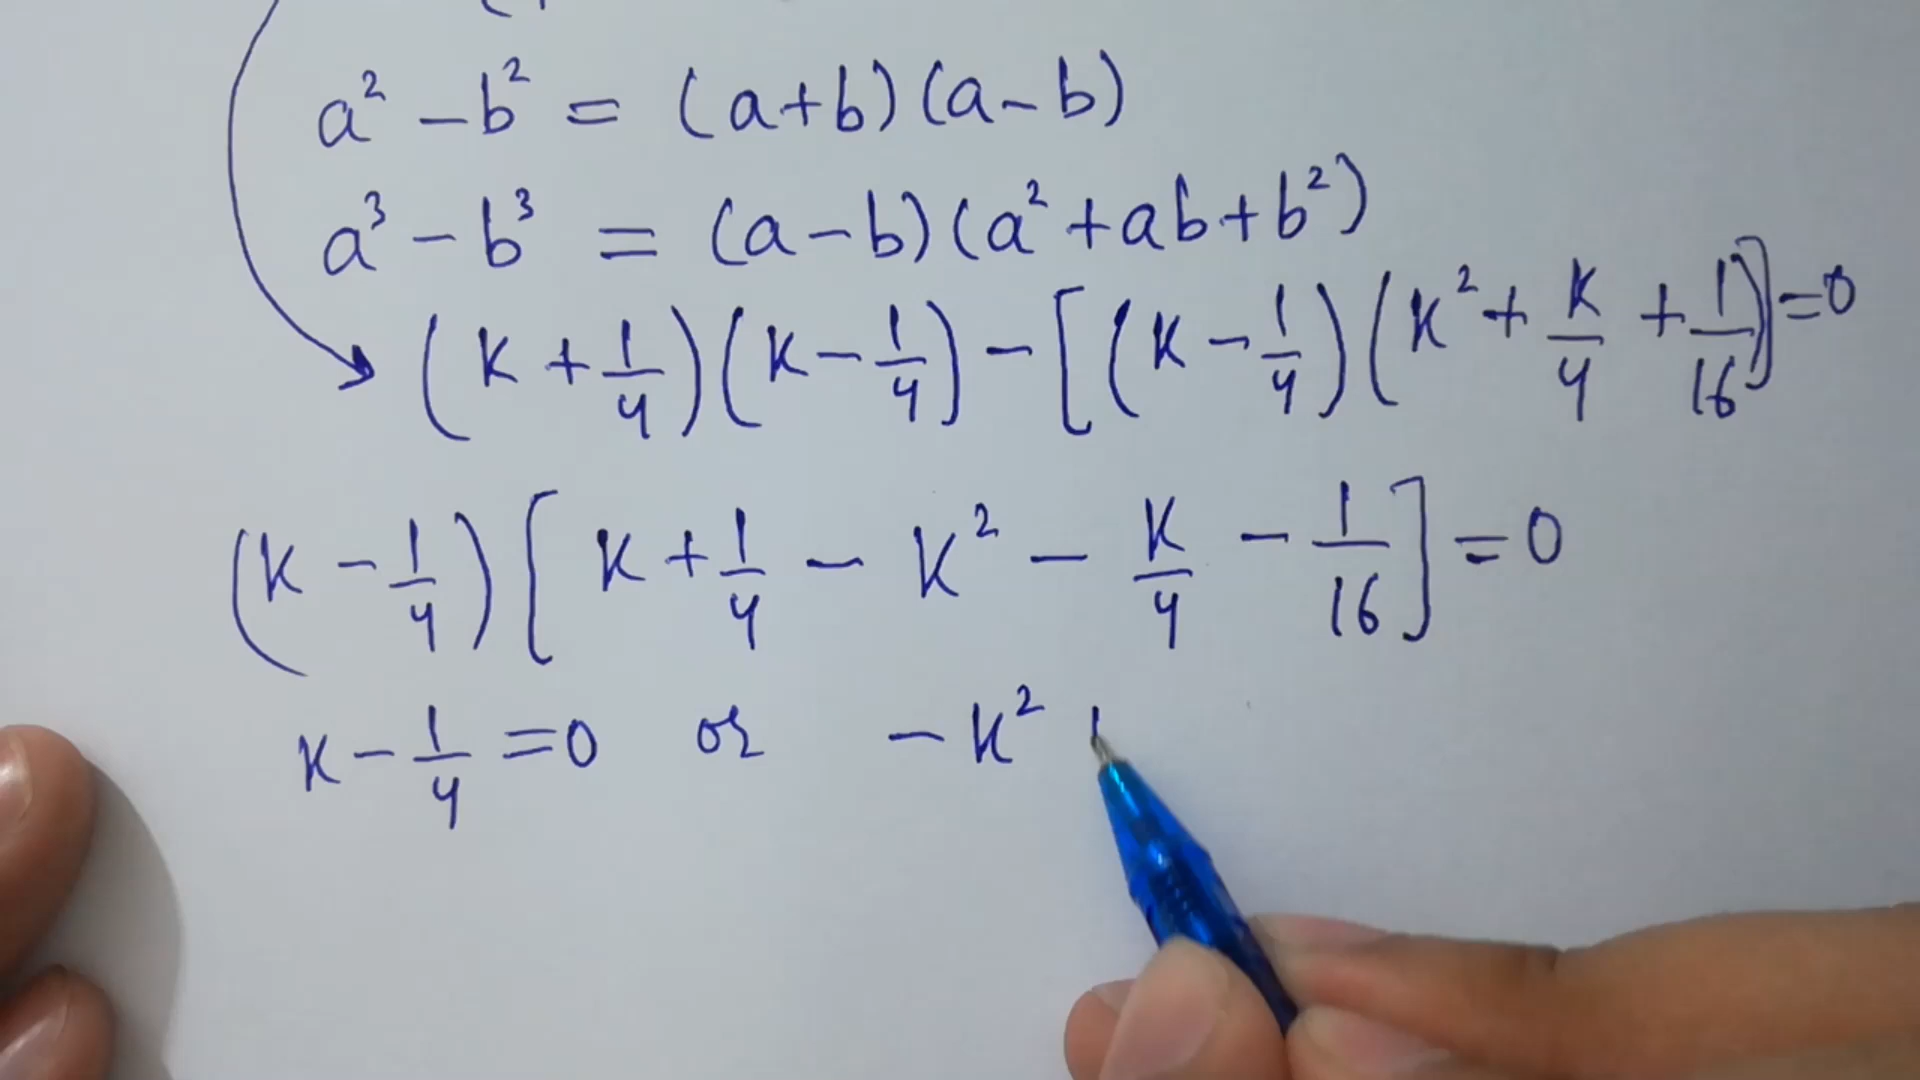 a² - b² = (a+b)(a-b)
a³ - b³ = (a-b)(a²+ab+b²)
(K + 1/4)(K - 1/4) - [(K - 1/4)(K² + K/4 + 1/16)] = 0
(K - 1/4)[K + 1/4 - K² - K/4 - 1/16] = 0
K - 1/4 = 0 or - K²